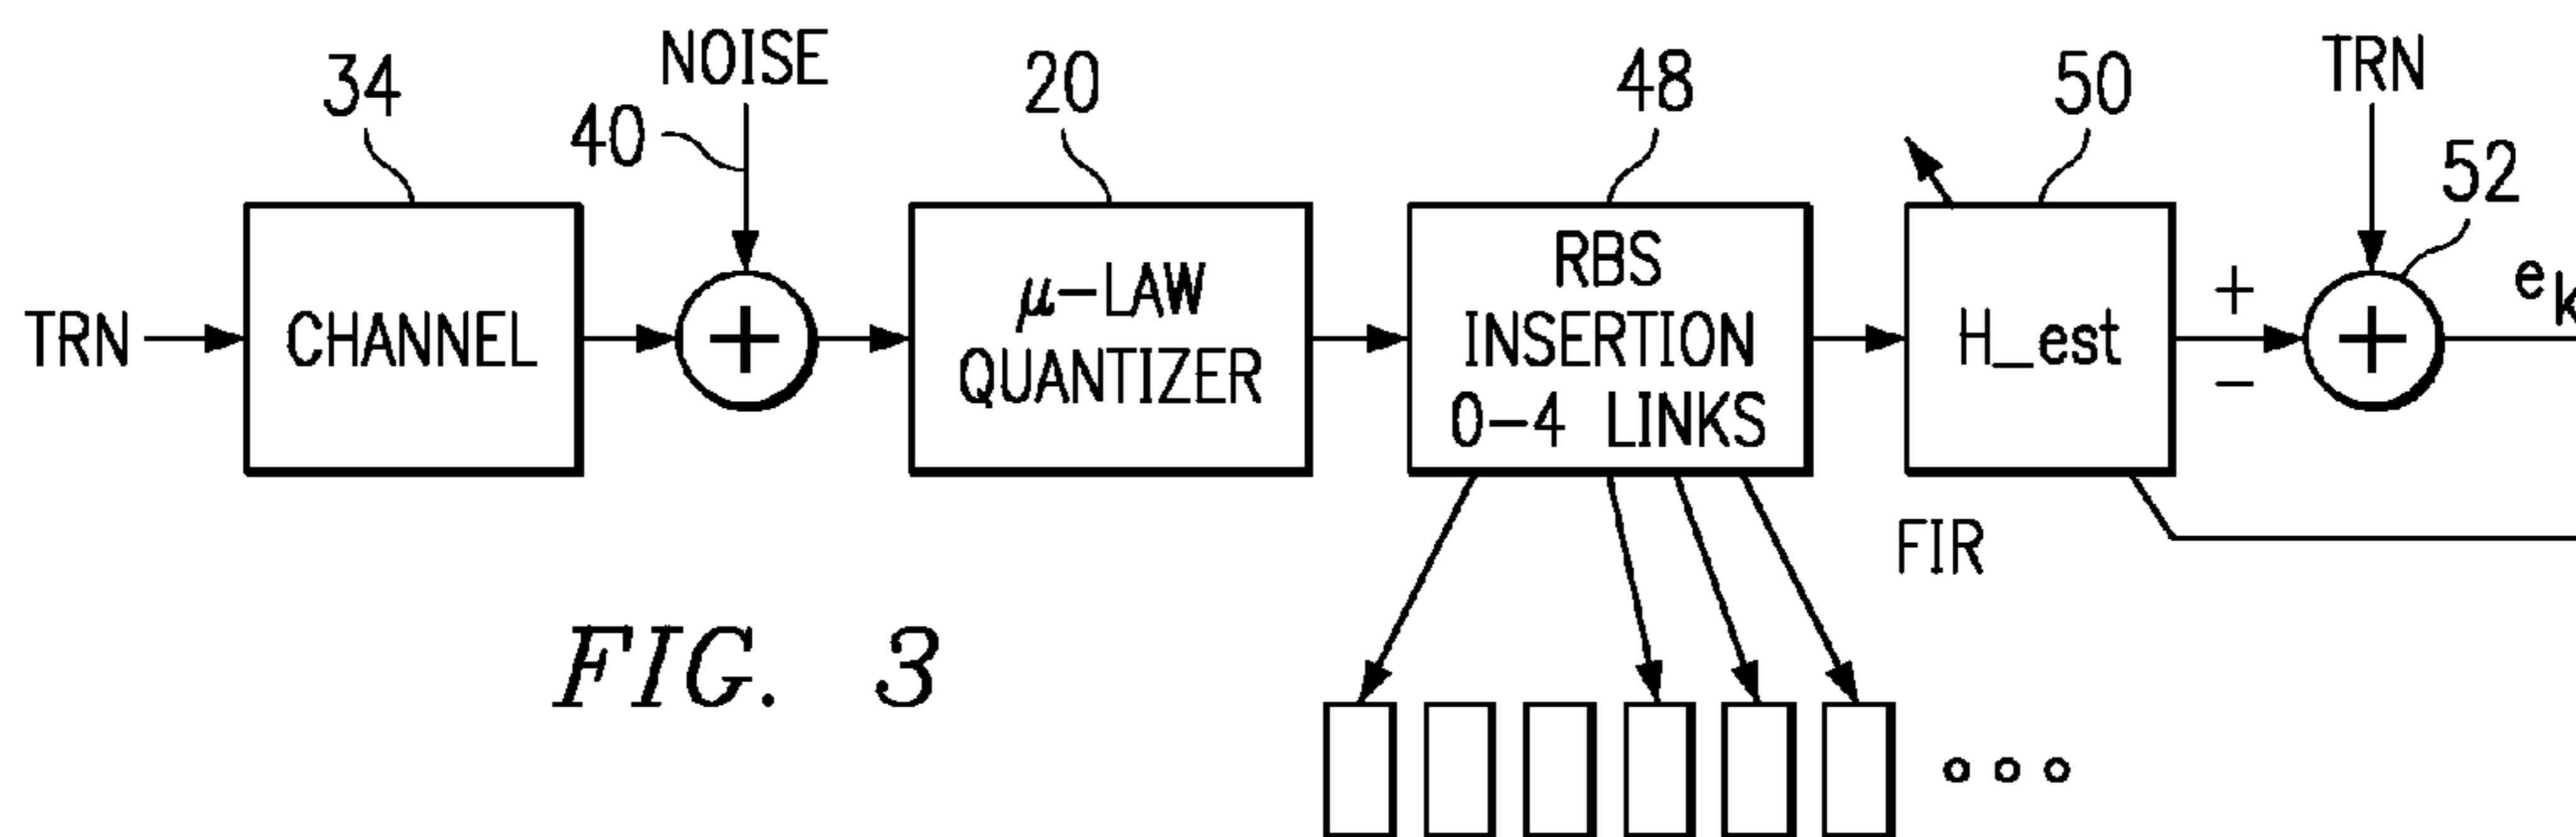 34
NOISE
40
20
48
50
TRN
52
TRN
CHANNEL
+
μ-LAW
QUANTIZER
RBS
INSERTION
0-4 LINKS
H_est
+
−
+
e_k
FIR
FIG. 3